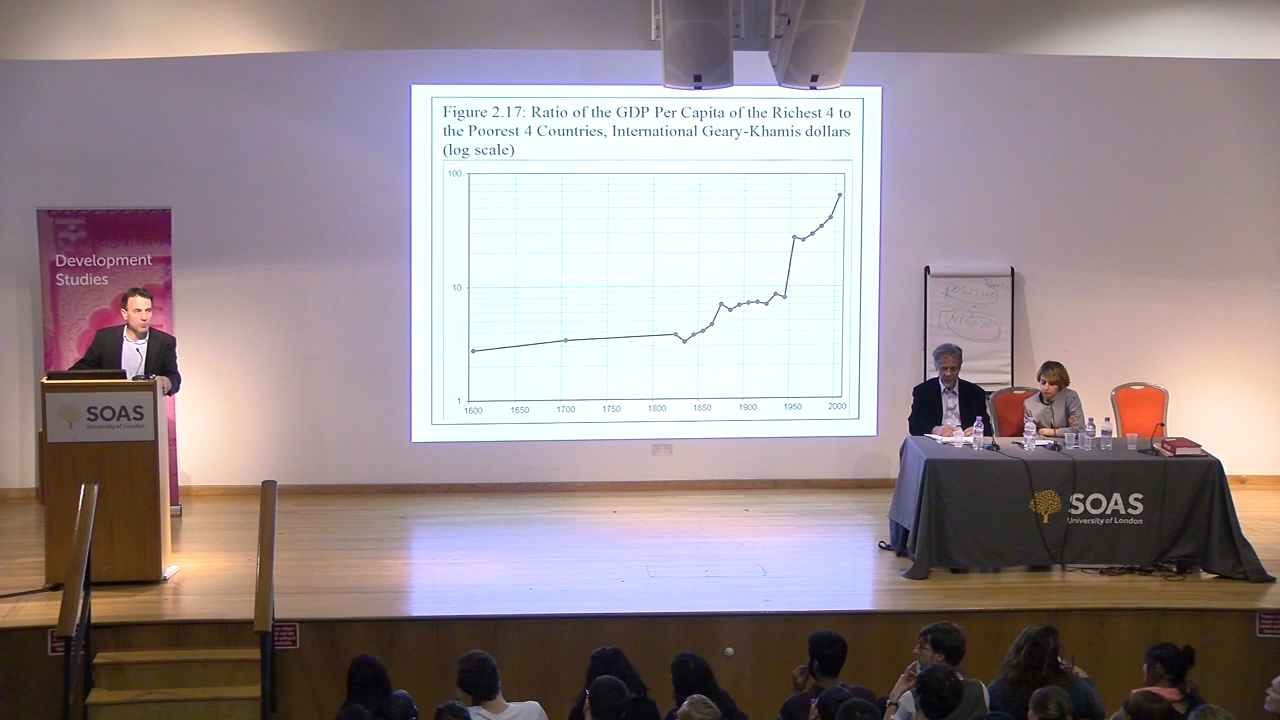 Figure 2.17: Ratio of the GDP Per Capita of the Richest 4 to
the Poorest 4 Countries, International Geary-Khamis dollars
(log scale)
100
10
1
1600 1650 1700 1750 1800 1850 1900 1950 2000
Development
Studies
SOAS
University of London
SOAS
University of London